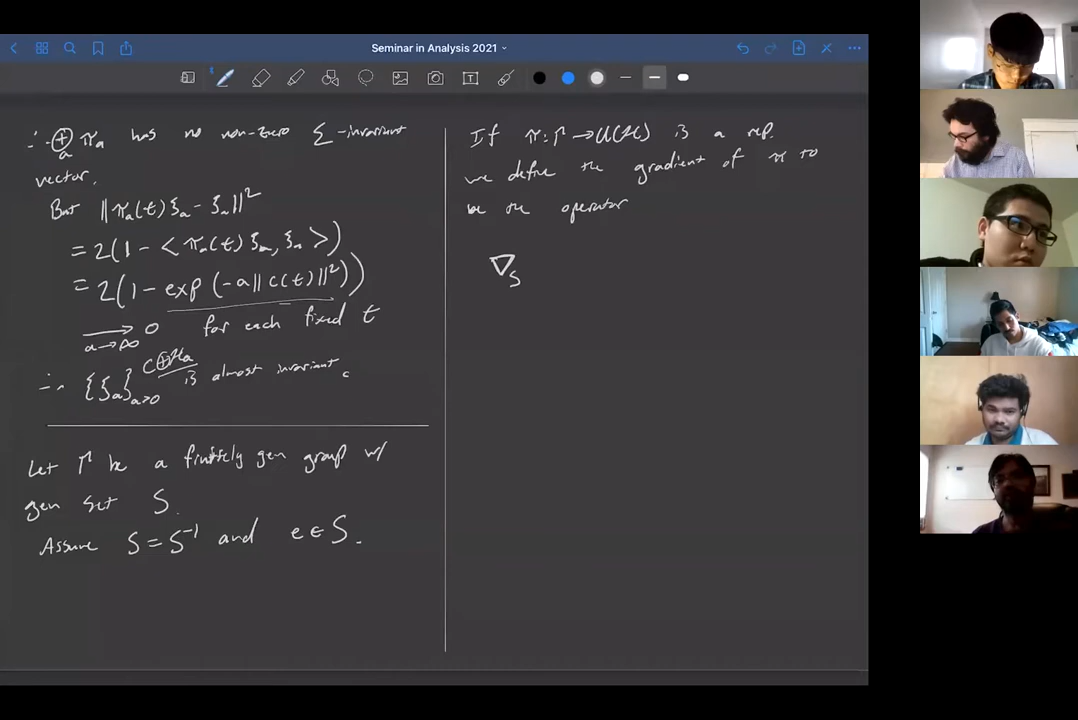 Seminar in Analysis 2021
∴ ⊕_a π_a has no non-zero Σ-invariant
vector.
But ‖π_a(t)ξ_a - ξ_a‖²
= 2(1 - <π_a(t)ξ_a, ξ_a>)
= 2(1 - exp(-a‖c(t)‖²))
→ 0 for each fixed t
a→∞
∴ {ξ_a}_{a>0} ⊂ ⊕H_a is almost invariant.
Let Γ be a finitely gen group w/
gen set S.
Assume S = S⁻¹ and e ∈ S.
If π: Γ → U(H) is a rep.
we define the gradient of π to
be the operator
∇_S